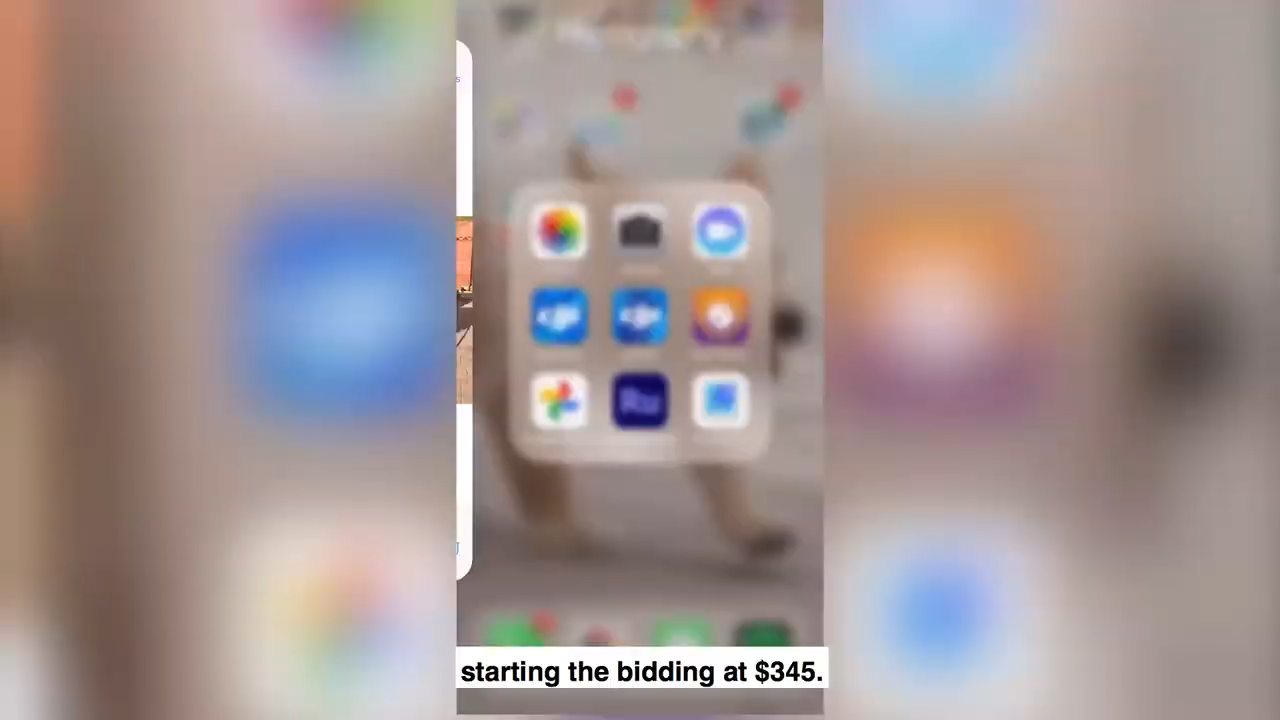 starting the bidding at $345.